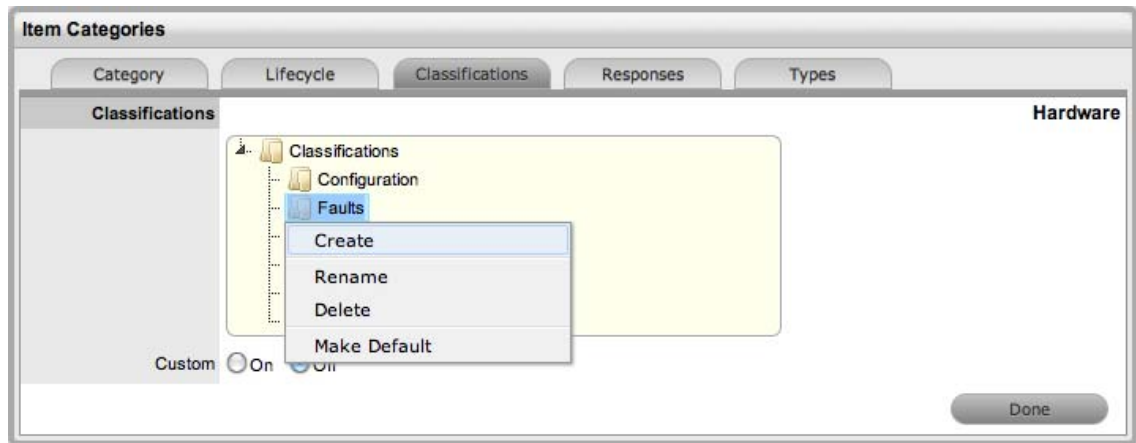 Item Categories
Category Lifecycle Classifications Responses Types
Classifications Hardware
Classifications
Configuration
Faults
Create
Rename
Delete
Make Default
Custom On
Done